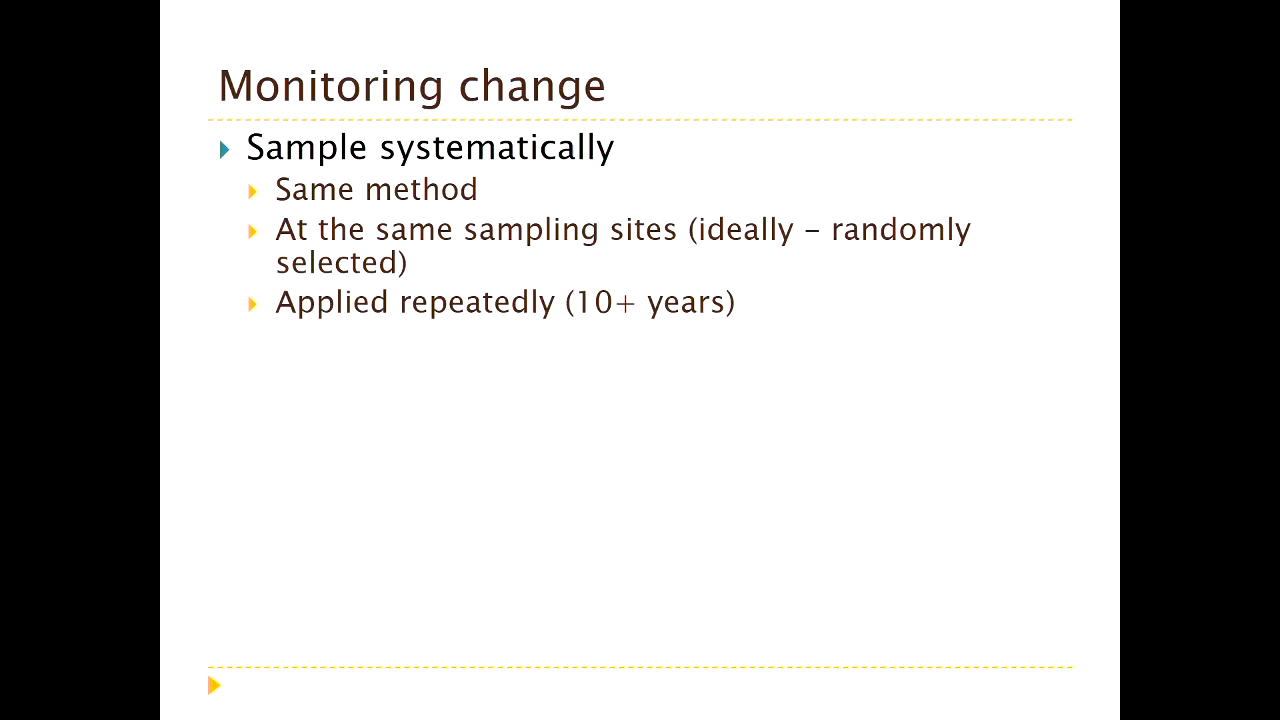 Monitoring change
Sample systematically
Same method
At the same sampling sites (ideally – randomly
selected)
Applied repeatedly (10+ years)